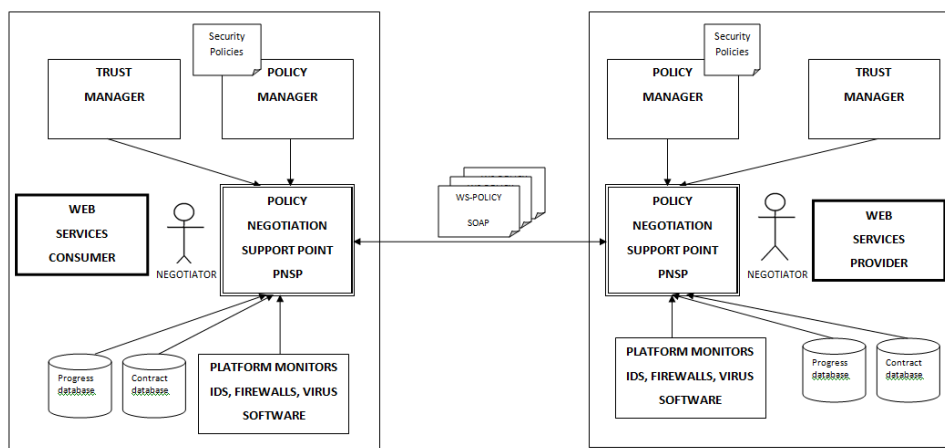 Security
Policies
TRUST
MANAGER
POLICY
MANAGER
WEB
SERVICES
CONSUMER
NEGOTIATOR
POLICY
NEGOTIATION
SUPPORT POINT
PNSP
Progress
database
Contract
database
PLATFORM MONITORS
IDS, FIREWALLS, VIRUS
SOFTWARE
WS-POLICY
SOAP
Security
Policies
POLICY
MANAGER
TRUST
MANAGER
POLICY
NEGOTIATION
SUPPORT POINT
PNSP
NEGOTIATOR
WEB
SERVICES
PROVIDER
PLATFORM MONITORS
IDS, FIREWALLS, VIRUS
SOFTWARE
Progress
database
Contract
database